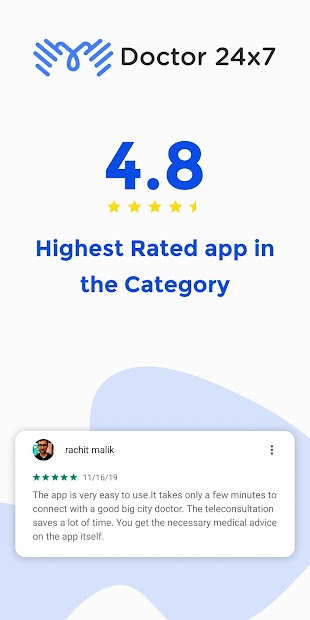 Doctor 24x7
4.8
Highest Rated app in
the Category
rachit malik
11/16/19
The app is very easy to use.It takes only a few minutes to
connect with a good big city doctor. The teleconsultation
saves a lot of time. You get the necessary medical advice
on the app itself.